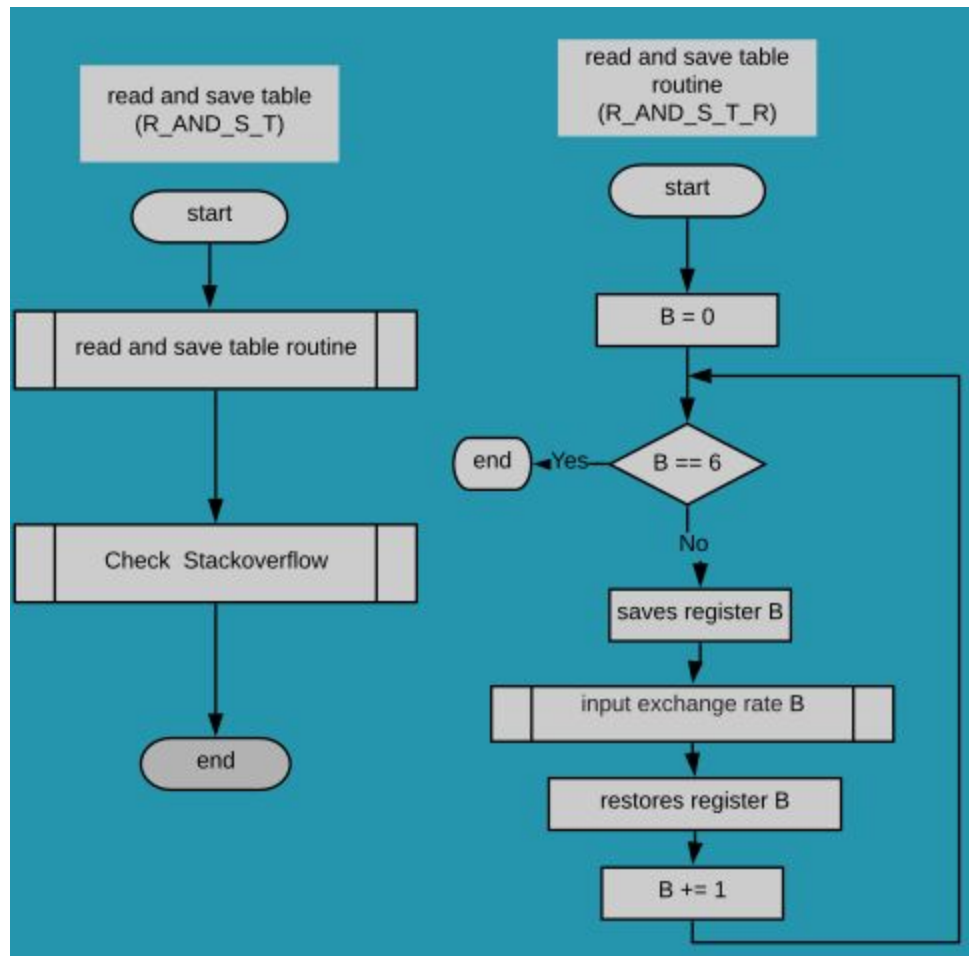 read and save table
(R_AND_S_T)
start
read and save table routine
Check  Stackoverflow
end
read and save table
routine
(R_AND_S_T_R)
start
B = 0
B == 6
Yes
end
No
saves register B
input exchange rate B
restores register B
B += 1